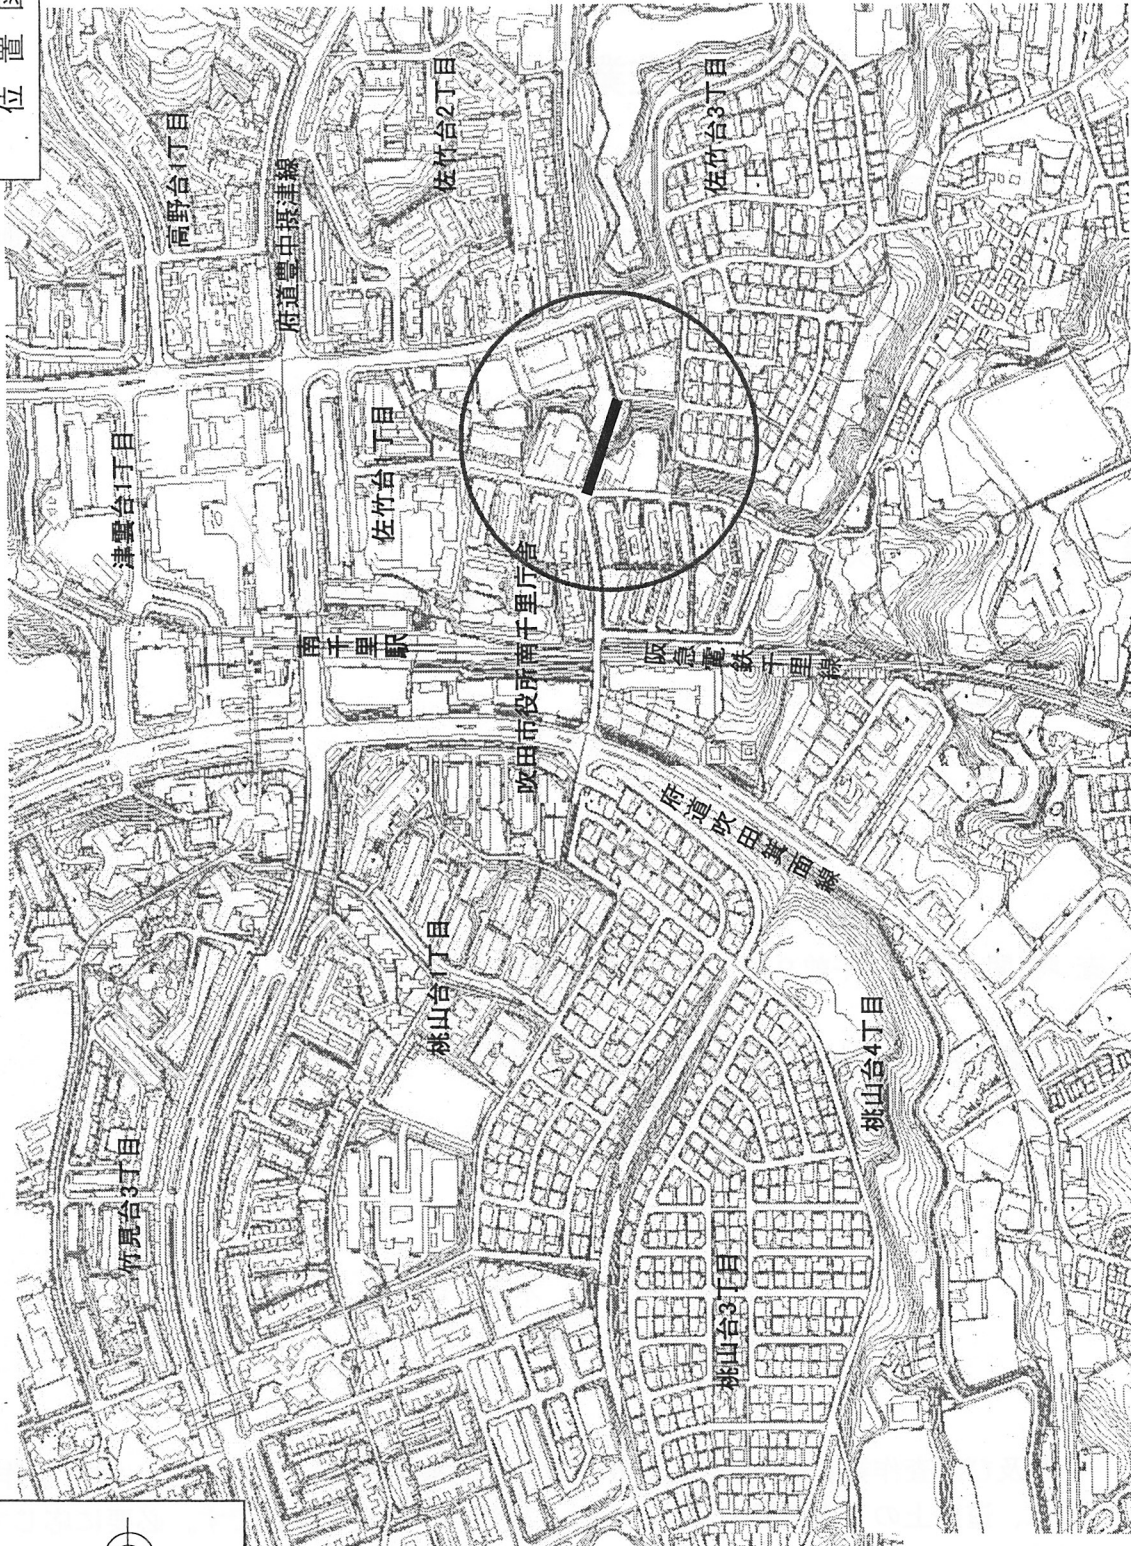 位置図
高野台1丁目
府道豊中摂津線
佐竹台2丁目
佐竹台3丁目
津雲台1丁目
佐竹台1丁目
吹田市役所南千里庁舎
南千里駅
阪急電鉄千里線
府道吹田箕面線
桃山台1丁目
桃山台4丁目
竹見台3丁目
桃山台3丁目